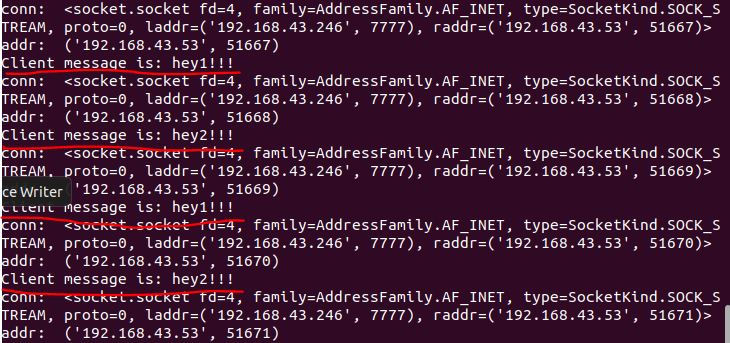 conn:  <socket.socket fd=4, family=AddressFamily.AF_INET, type=SocketKind.SOCK_S
TREAM, proto=0, laddr=('192.168.43.246', 7777), raddr=('192.168.43.53', 51667)>
addr:  ('192.168.43.53', 51667)
Client message is: hey1!!!
conn:  <socket.socket fd=4, family=AddressFamily.AF_INET, type=SocketKind.SOCK_S
TREAM, proto=0, laddr=('192.168.43.246', 7777), raddr=('192.168.43.53', 51668)>
addr:  ('192.168.43.53', 51668)
Client message is: hey2!!!
conn:  <socket.socket fd=4, family=AddressFamily.AF_INET, type=SocketKind.SOCK_S
TREAM, proto=0, laddr=('192.168.43.246', 7777), raddr=('192.168.43.53', 51669)>
ce Writer '192.168.43.53', 51669)
Client message is: hey1!!!
conn:  <socket.socket fd=4, family=AddressFamily.AF_INET, type=SocketKind.SOCK_S
TREAM, proto=0, laddr=('192.168.43.246', 7777), raddr=('192.168.43.53', 51670)>
addr:  ('192.168.43.53', 51670)
Client message is: hey2!!!
conn:  <socket.socket fd=4, family=AddressFamily.AF_INET, type=SocketKind.SOCK_S
TREAM, proto=0, laddr=('192.168.43.246', 7777), raddr=('192.168.43.53', 51671)>
addr:  ('192.168.43.53', 51671)